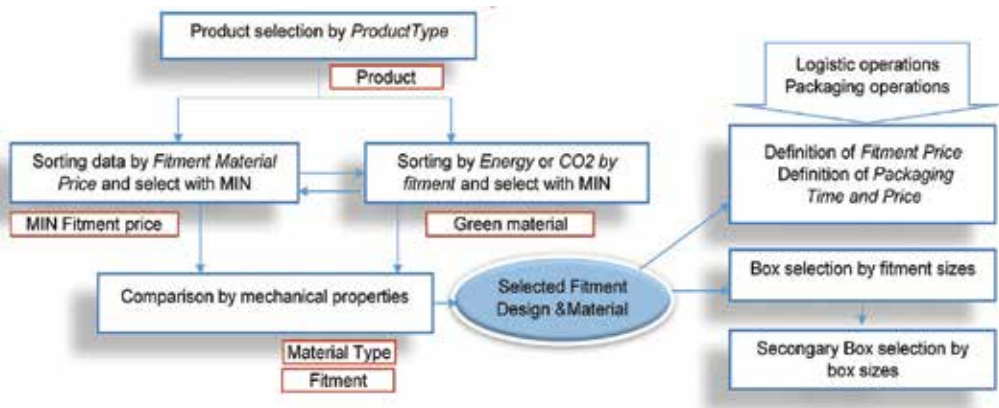 Product selection by ProductType
Product
Sorting data by Fitment Material
Price and select with MIN
MIN Fitment price
Sorting by Energy or CO2 by
fitment and select with MIN
Green material
Comparison by mechanical properties
Material Type
Fitment
Selected Fitment
Design &Material
Logistic operations
Packaging operations
Definition of Fitment Price
Definition of Packaging
Time and Price
Box selection by fitment sizes
Secongary Box selection by
box sizes